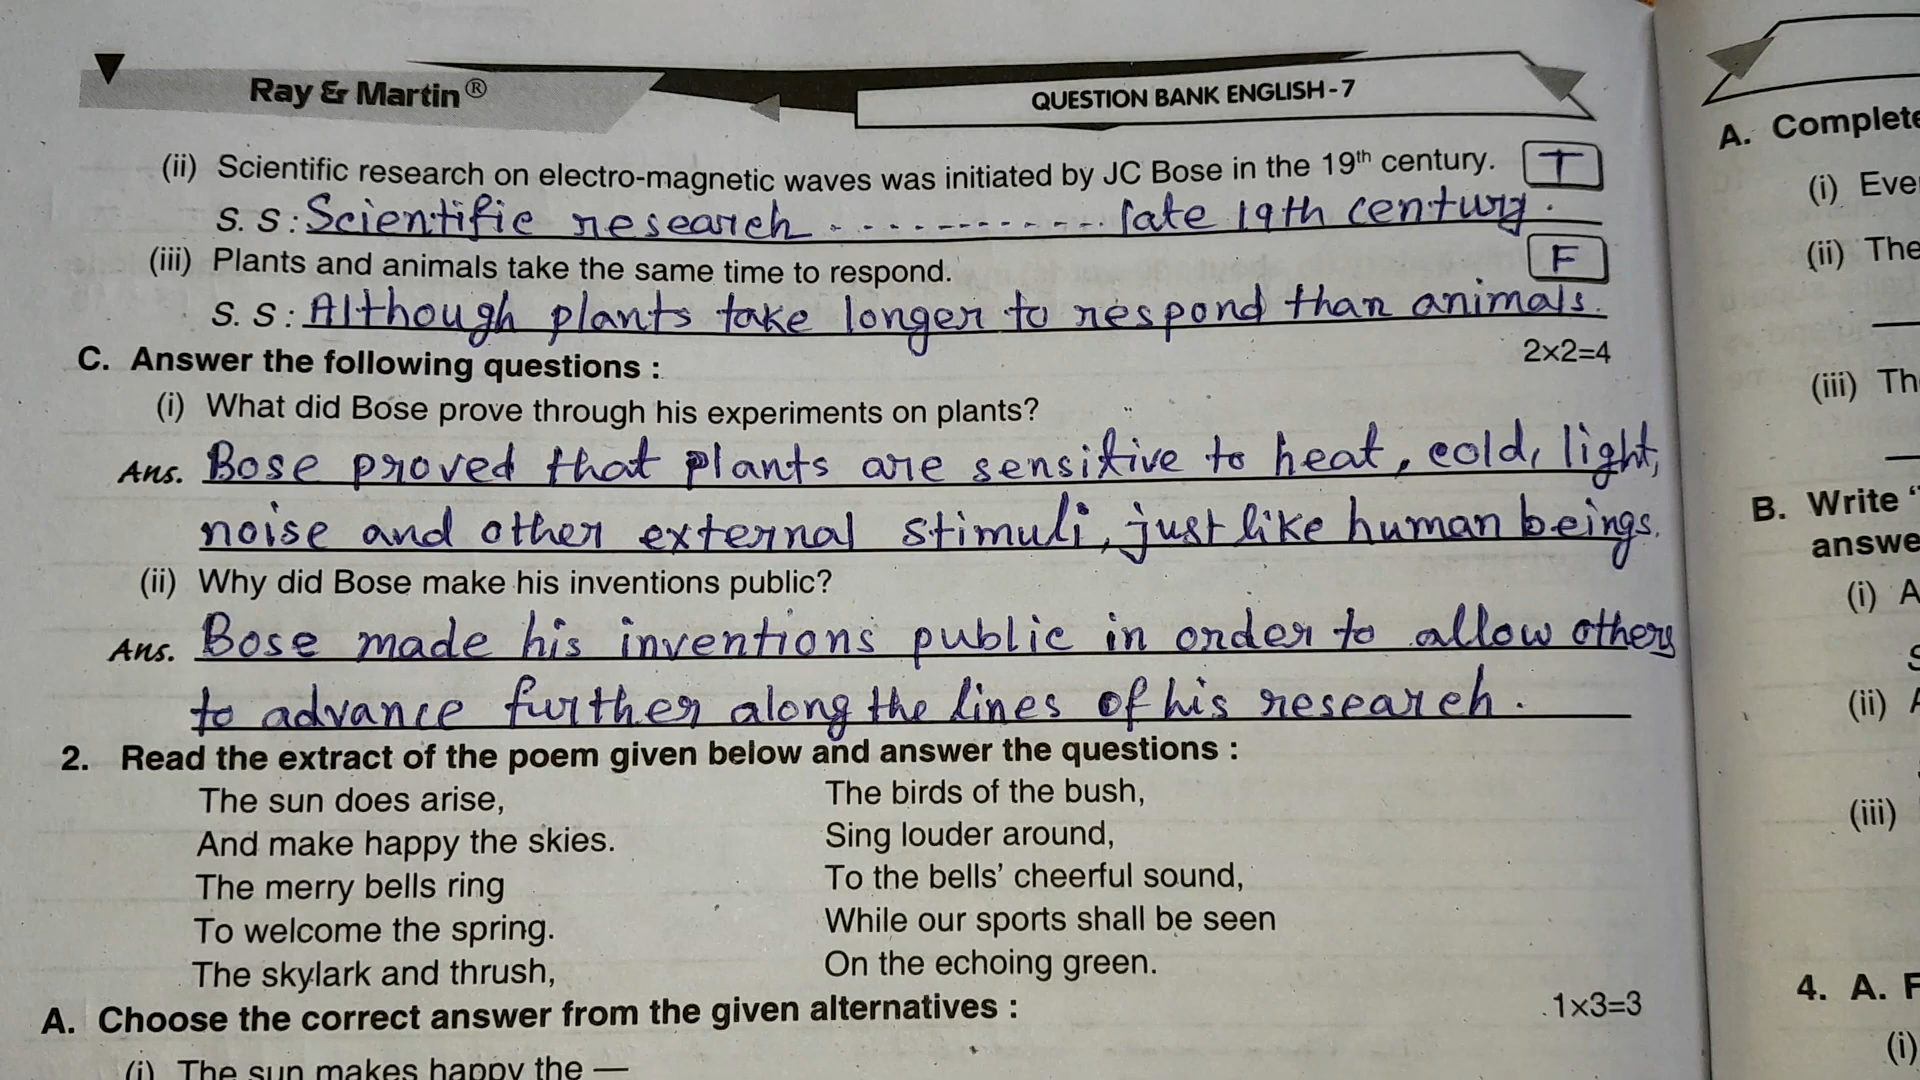 Ray & Martin®
QUESTION BANK ENGLISH - 7
(ii) Scientific research on electro-magnetic waves was initiated by JC Bose in the 19th century. T
S. S : Scientific research ............ late 19th century.
(iii) Plants and animals take the same time to respond. F
S. S : Although plants take longer to respond than animals.
C. Answer the following questions : 2×2=4
(i) What did Bose prove through his experiments on plants?
Ans. Bose proved that plants are sensitive to heat, cold, light,
noise and other external stimuli, just like human beings.
(ii) Why did Bose make his inventions public?
Ans. Bose made his inventions public in order to allow others
to advance further along the lines of his research.
2. Read the extract of the poem given below and answer the questions :
The sun does arise,
And make happy the skies.
The merry bells ring
To welcome the spring.
The skylark and thrush,
The birds of the bush,
Sing louder around,
To the bells' cheerful sound,
While our sports shall be seen
On the echoing green.
A. Choose the correct answer from the given alternatives : 1×3=3
(i) The sun makes happy the —
A. Complete
(i) Eve
(ii) The
(iii) Th
B. Write "
answe
(i) A
(ii)
(iii)
4. A. F
(i)